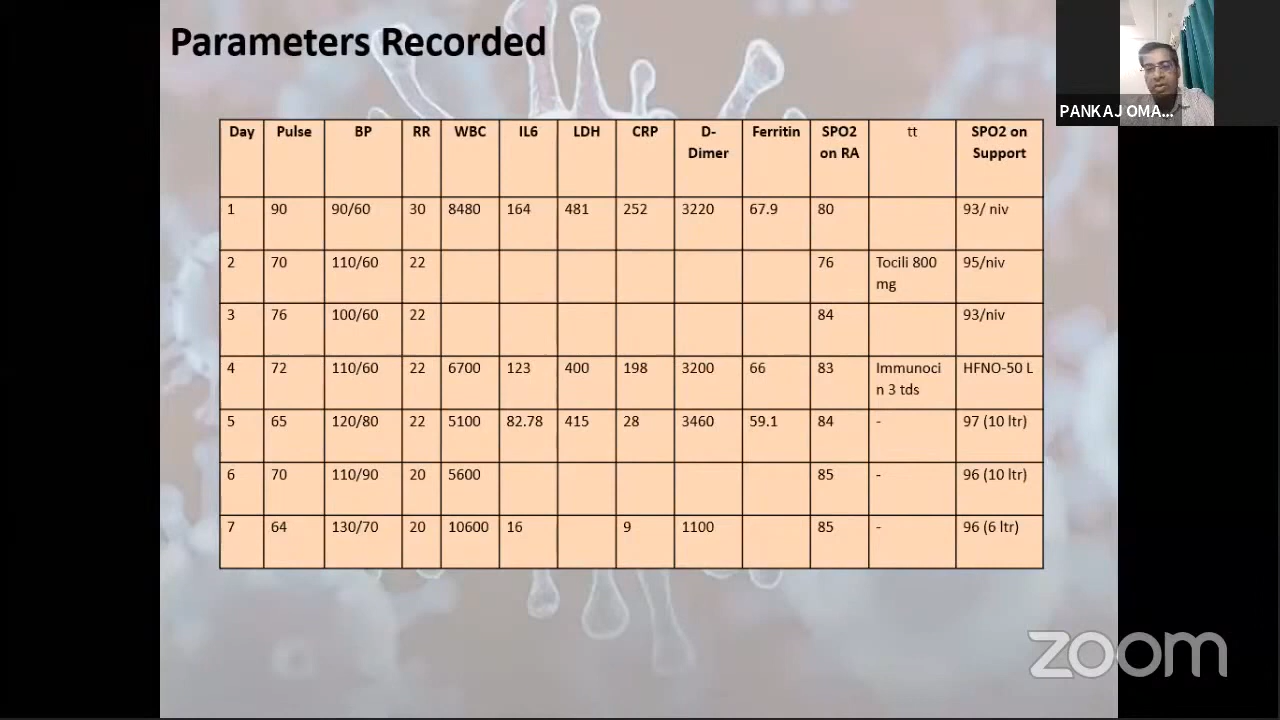 Parameters Recorded
PANKAJ OMA...
Day Pulse BP RR WBC IL6 LDH CRP D- Ferritin SPO2 tt SPO2 on
Dimer on RA Support
1 90 90/60 30 8480 164 481 252 3220 67.9 80 93/ niv
2 70 110/60 22 76 Tocili 800 95/niv
mg
3 76 100/60 22 84 93/niv
4 72 110/60 22 6700 123 400 198 3200 66 83 Immunoci HFNO-50 L
n 3 tds
5 65 120/80 22 5100 82.78 415 28 3460 59.1 84 - 97 (10 ltr)
6 70 110/90 20 5600 85 - 96 (10 ltr)
7 64 130/70 20 10600 16 9 1100 85 - 96 (6 ltr)
zoom